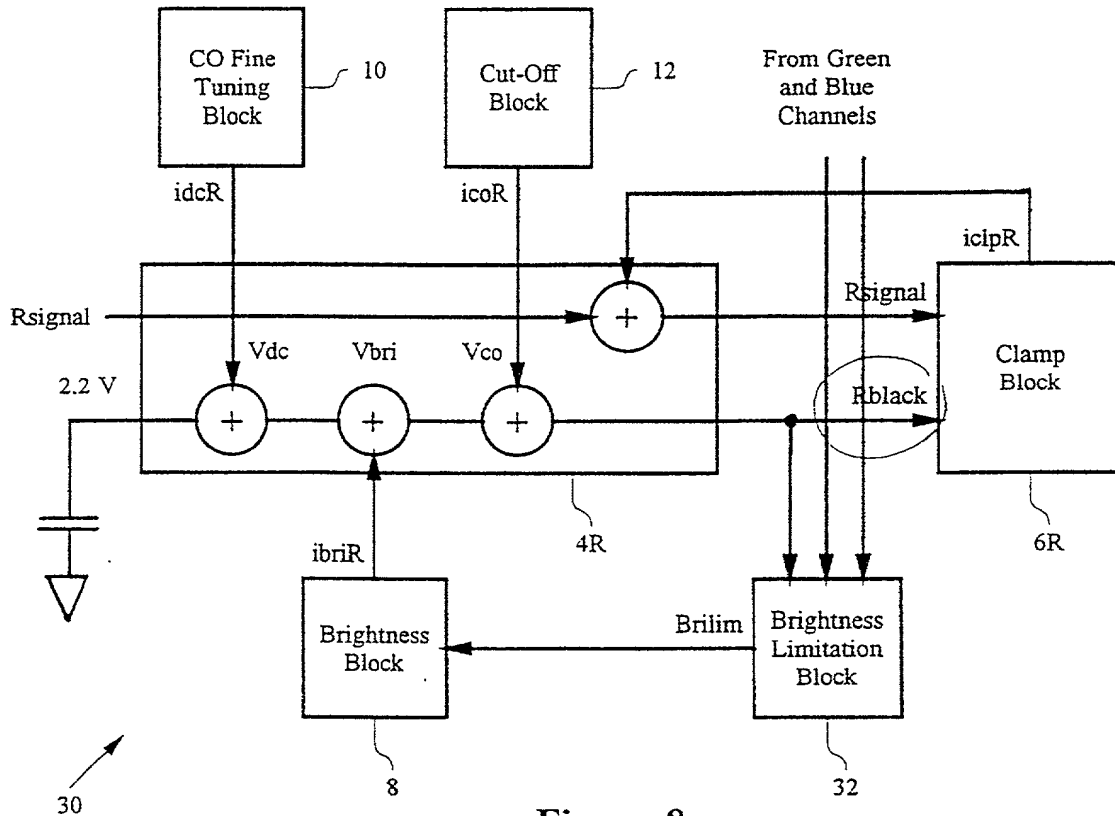 CO Fine
Tuning
Block
10
Cut-Off
Block
12
From Green
and Blue
Channels
idcR
icoR
iclpR
Rsignal
Rsignal
Vdc
Vbri
Vco
2.2 V
+
+
+
+
Rblack
Clamp
Block
4R
6R
ibriR
Brightness
Block
Brilim
Brightness
Limitation
Block
8
32
30